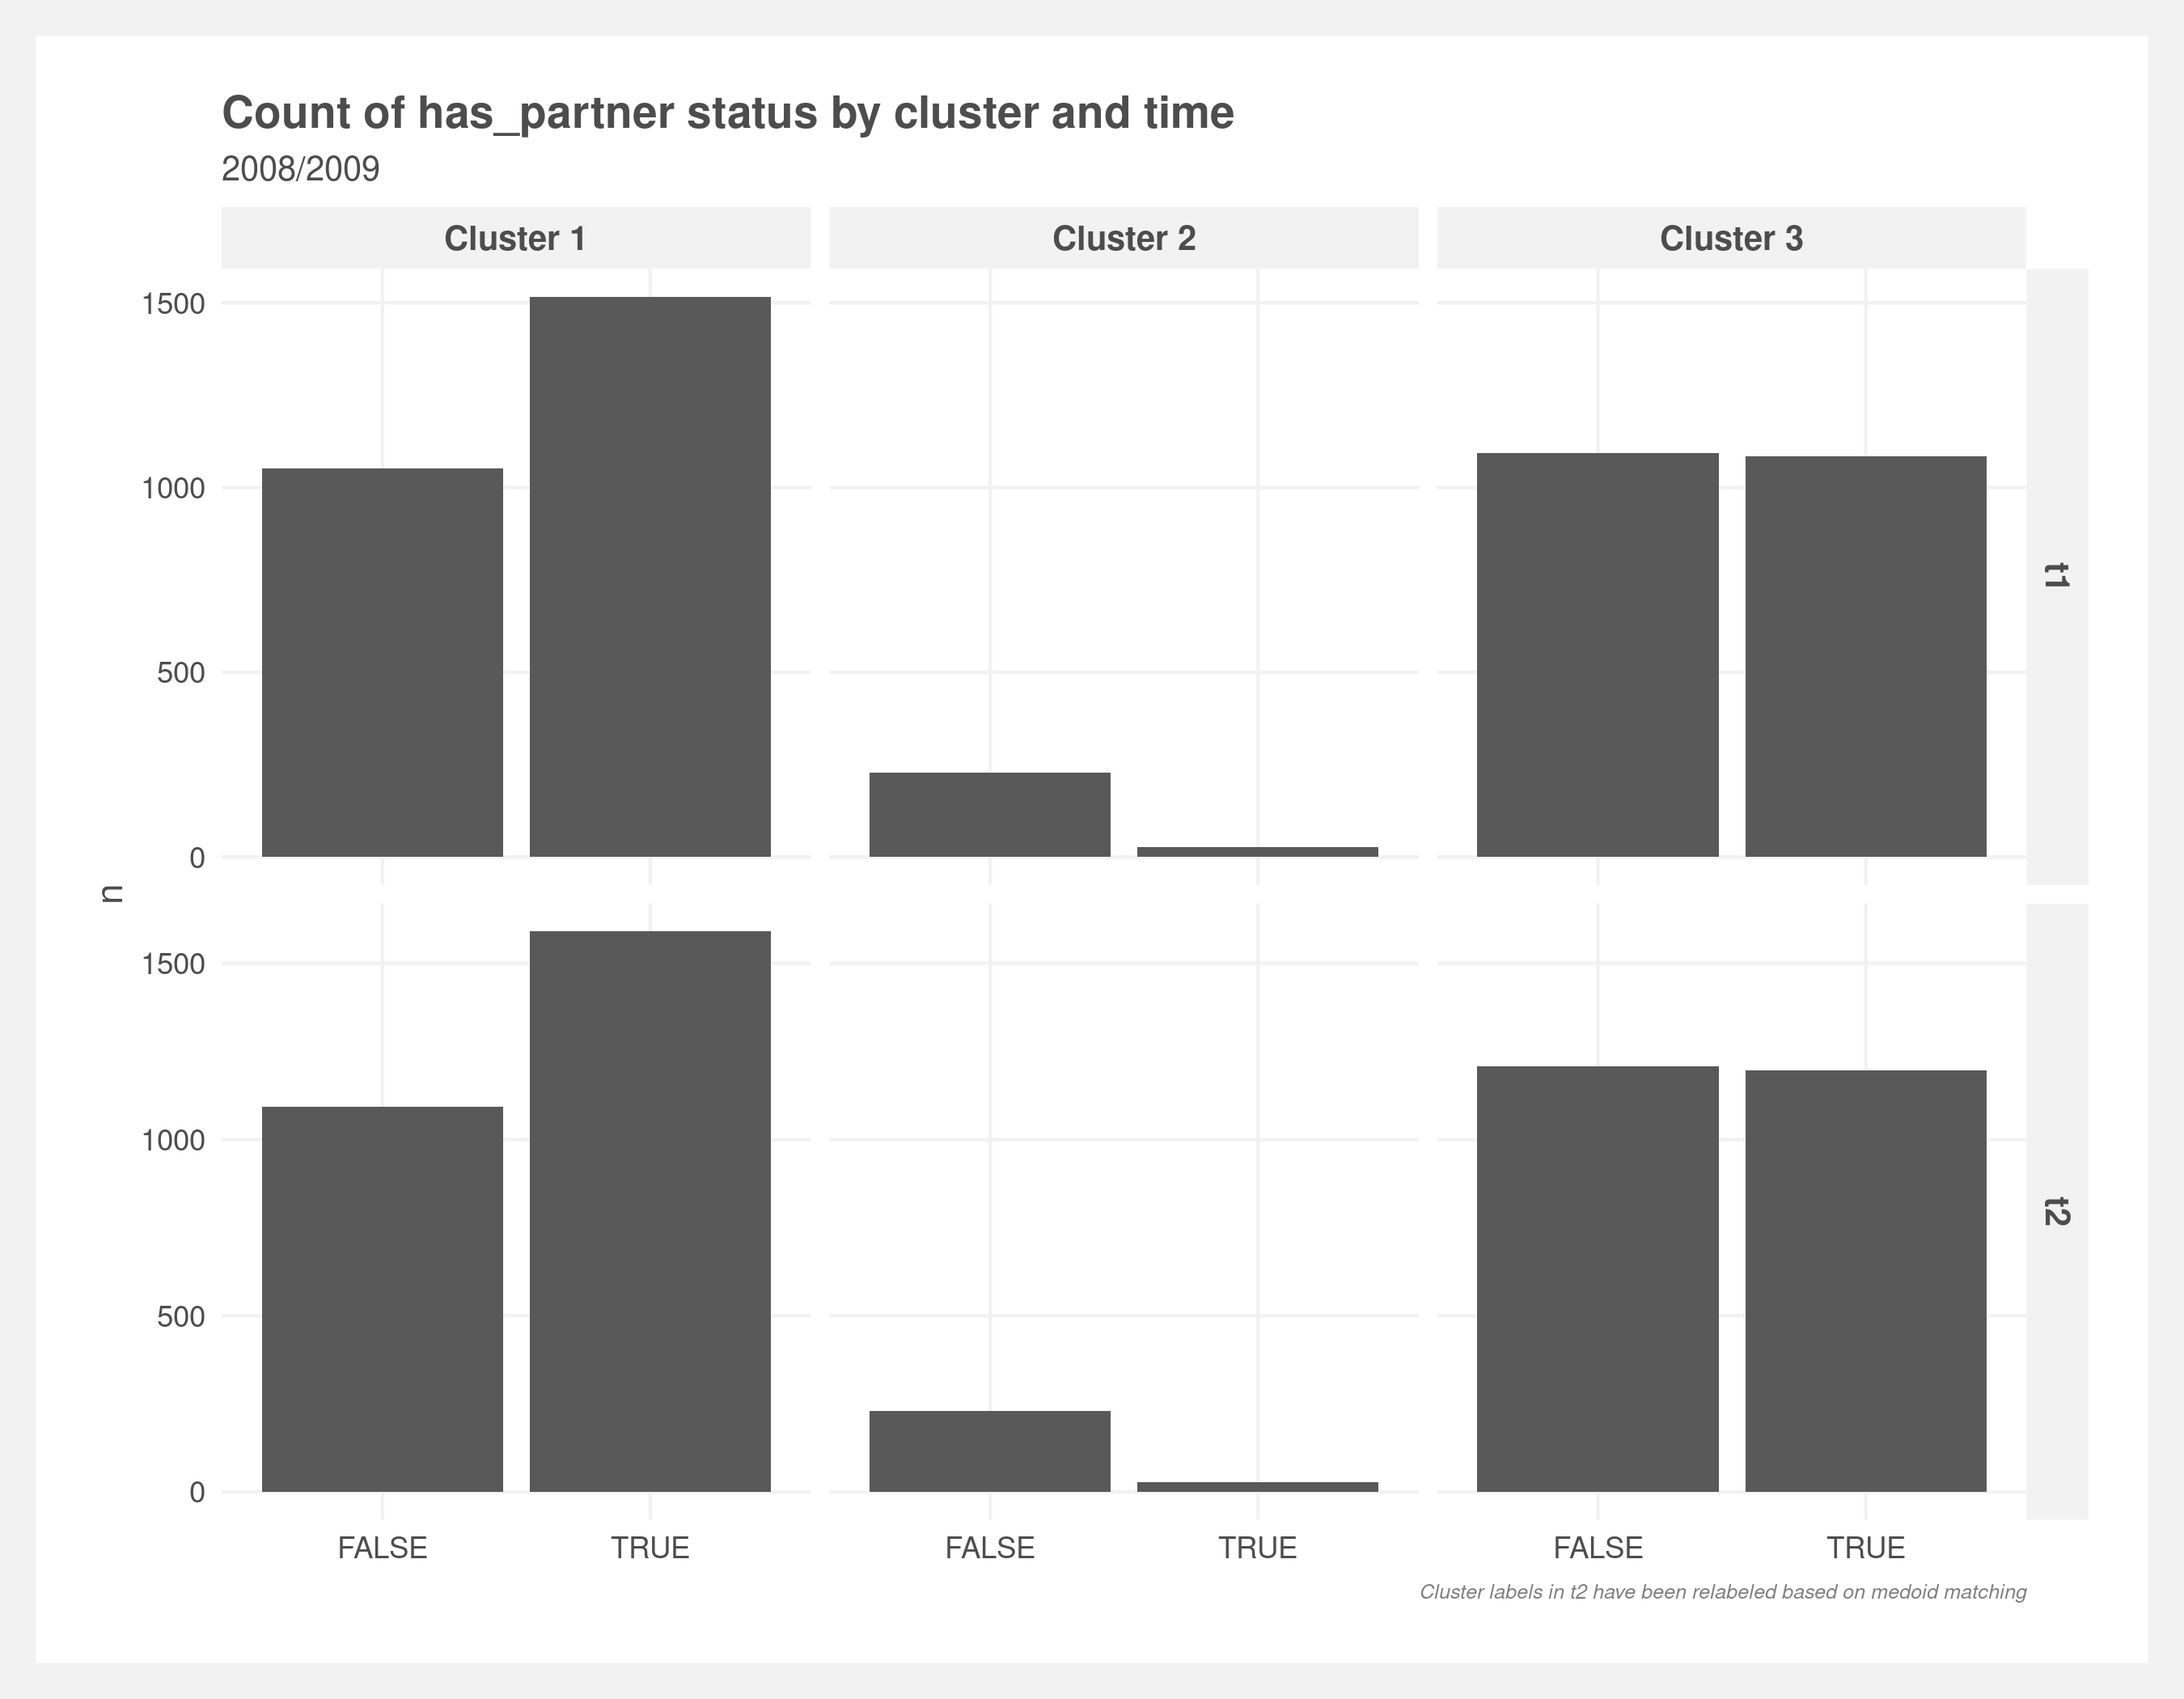 Count of has_partner status by cluster and time
2008/2009
Cluster 1 Cluster 2 Cluster 3
1500
1000
500
0
t1
n
1500
1000
500
0
t2
FALSE TRUE FALSE TRUE FALSE TRUE
Cluster labels in t2 have been relabeled based on medoid matching